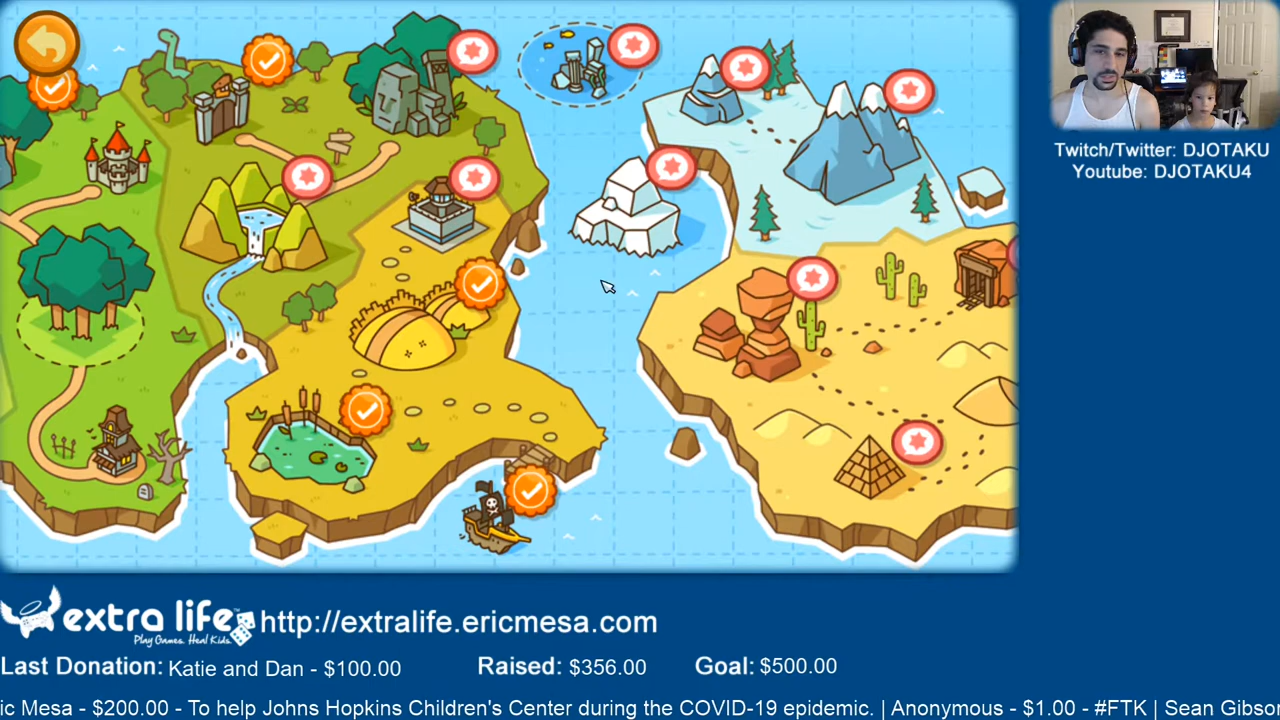 Twitch/Twitter: DJOTAKU
Youtube: DJOTAKU4
extra life
Play Games. Heal Kids.
http://extralife.ericmesa.com
Last Donation: Katie and Dan - $100.00 Raised: $356.00 Goal: $500.00
ic Mesa - $200.00 - To help Johns Hopkins Children's Center during the COVID-19 epidemic. | Anonymous - $1.00 - #FTK | Sean Gibson